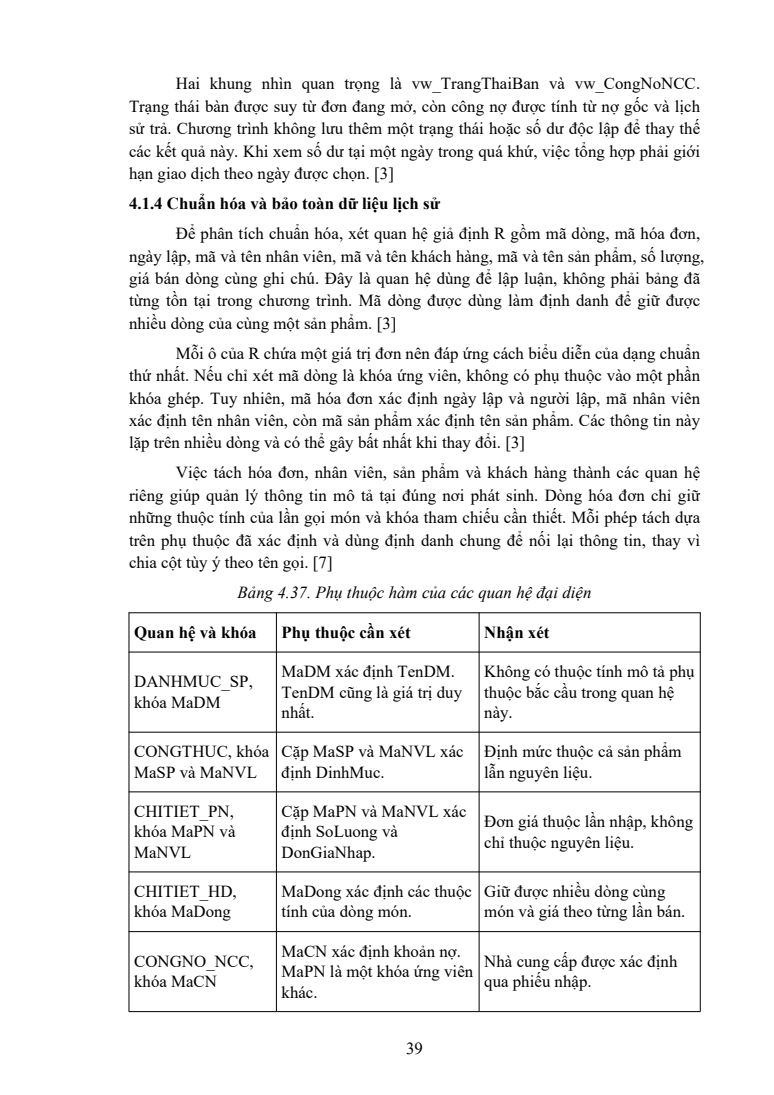 Hai khung nhìn quan trọng là vw_TrangThaiBan và vw_CongNoNCC.
Trạng thái bàn được suy từ đơn đang mở, còn công nợ được tính từ nợ gốc và lịch
sử trả. Chương trình không lưu thêm một trạng thái hoặc số dư độc lập để thay thế
các kết quả này. Khi xem số dư tại một ngày trong quá khứ, việc tổng hợp phải giới
hạn giao dịch theo ngày được chọn. [3]
4.1.4 Chuẩn hóa và bảo toàn dữ liệu lịch sử
Để phân tích chuẩn hóa, xét quan hệ giả định R gồm mã dòng, mã hóa đơn,
ngày lập, mã và tên nhân viên, mã và tên khách hàng, mã và tên sản phẩm, số lượng,
giá bán dòng cùng ghi chú. Đây là quan hệ dùng để lập luận, không phải bảng đã
từng tồn tại trong chương trình. Mã dòng được dùng làm định danh để giữ được
nhiều dòng của cùng một sản phẩm. [3]
Mỗi ô của R chứa một giá trị đơn nên đáp ứng cách biểu diễn của dạng chuẩn
thứ nhất. Nếu chỉ xét mã dòng là khóa ứng viên, không có phụ thuộc vào một phần
khóa ghép. Tuy nhiên, mã hóa đơn xác định ngày lập và người lập, mã nhân viên
xác định tên nhân viên, còn mã sản phẩm xác định tên sản phẩm. Các thông tin này
lặp trên nhiều dòng và có thể gây bất nhất khi thay đổi. [3]
Việc tách hóa đơn, nhân viên, sản phẩm và khách hàng thành các quan hệ
riêng giúp quản lý thông tin mô tả tại đúng nơi phát sinh. Dòng hóa đơn chỉ giữ
những thuộc tính của lần gọi món và khóa tham chiếu cần thiết. Mỗi phép tách dựa
trên phụ thuộc đã xác định và dùng định danh chung để nối lại thông tin, thay vì
chia cột tùy ý theo tên gọi. [7]
Bảng 4.37. Phụ thuộc hàm của các quan hệ đại diện
Quan hệ và khóa
Phụ thuộc cần xét
Nhận xét
DANHMUC_SP,
khóa MaDM
MaDM xác định TenDM.
TenDM cũng là giá trị duy
nhất.
Không có thuộc tính mô tả phụ
thuộc bắc cầu trong quan hệ
này.
CONGTHUC, khóa
MaSP và MaNVL
Cặp MaSP và MaNVL xác
định DinhMuc.
Định mức thuộc cả sản phẩm
lẫn nguyên liệu.
CHITIET_PN,
khóa MaPN và
MaNVL
Cặp MaPN và MaNVL xác
định SoLuong và
DonGiaNhap.
Đơn giá thuộc lần nhập, không
chỉ thuộc nguyên liệu.
CHITIET_HD,
khóa MaDong
MaDong xác định các thuộc
tính của dòng món.
Giữ được nhiều dòng cùng
món và giá theo từng lần bán.
CONGNO_NCC,
khóa MaCN
MaCN xác định khoản nợ.
MaPN là một khóa ứng viên
khác.
Nhà cung cấp được xác định
qua phiếu nhập.
39